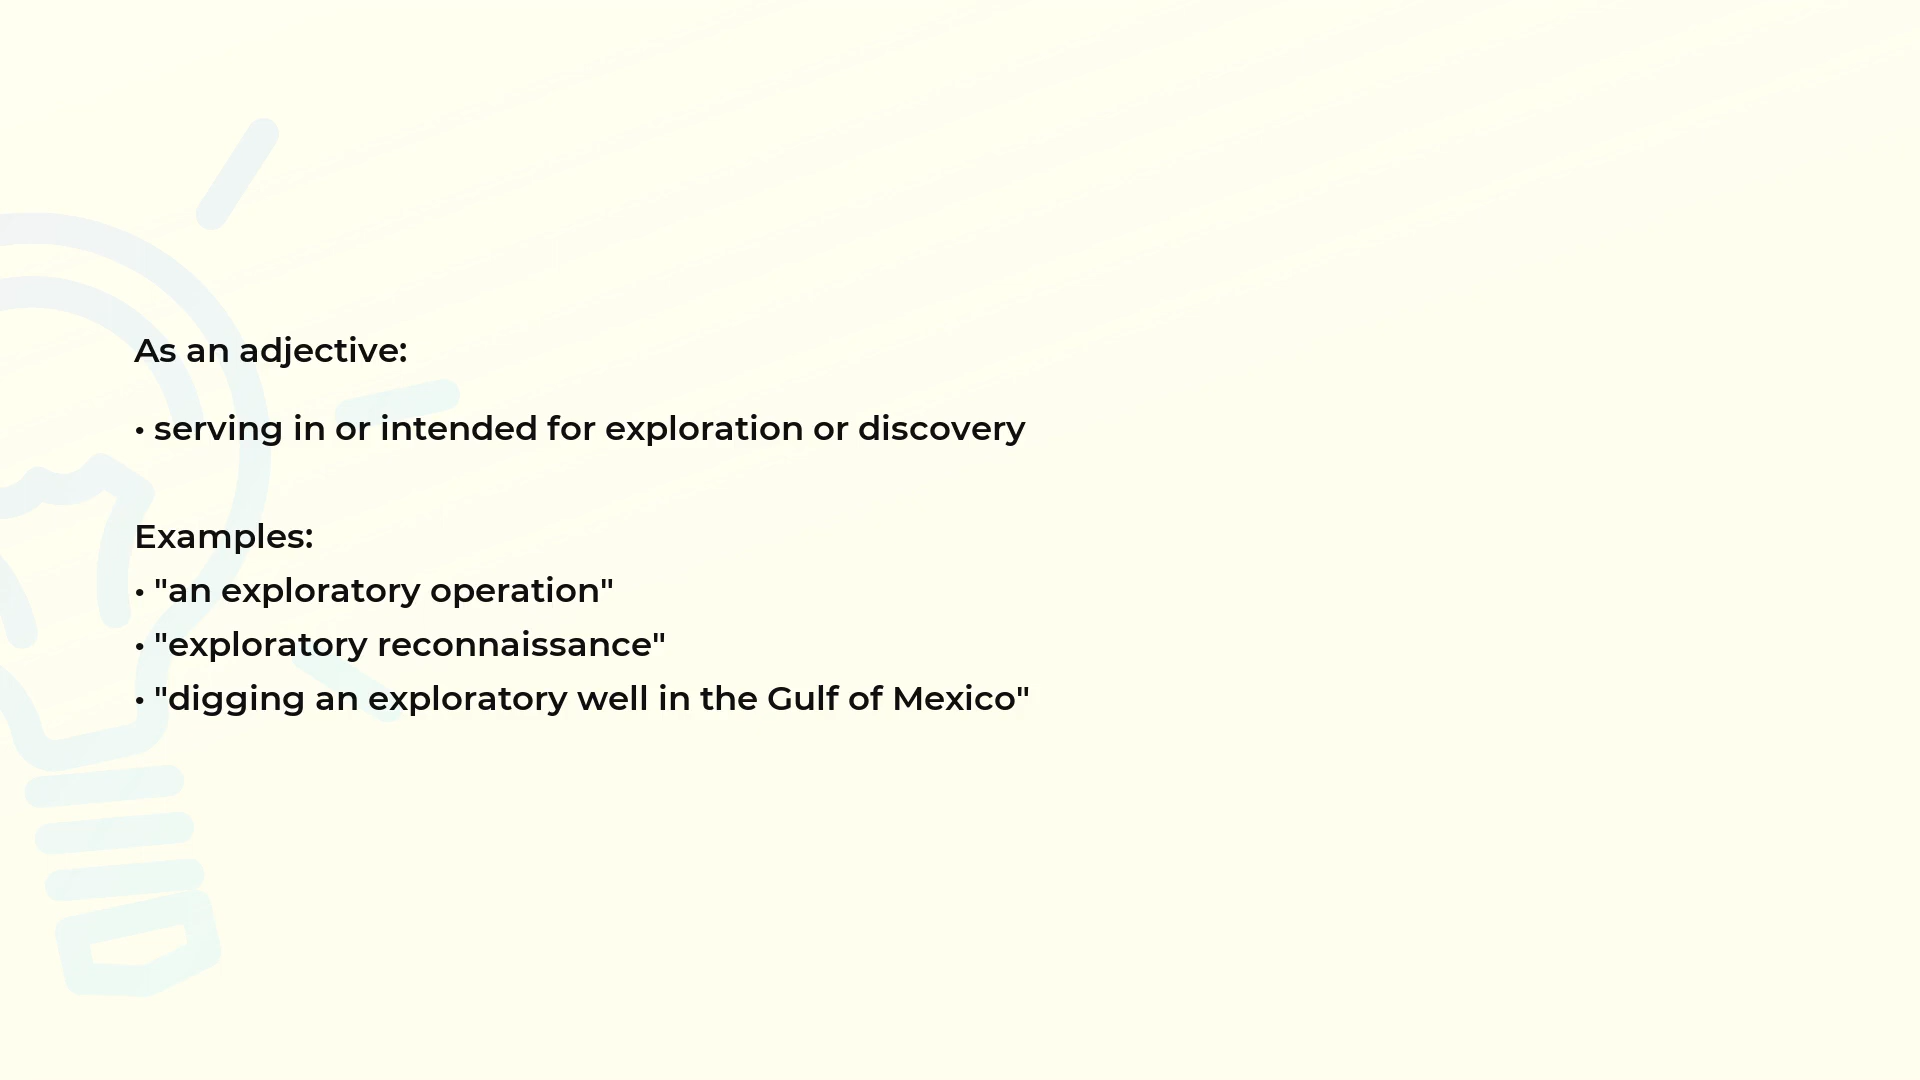 As an adjective:
• serving in or intended for exploration or discovery
Examples:
• "an exploratory operation"
• "exploratory reconnaissance"
• "digging an exploratory well in the Gulf of Mexico"